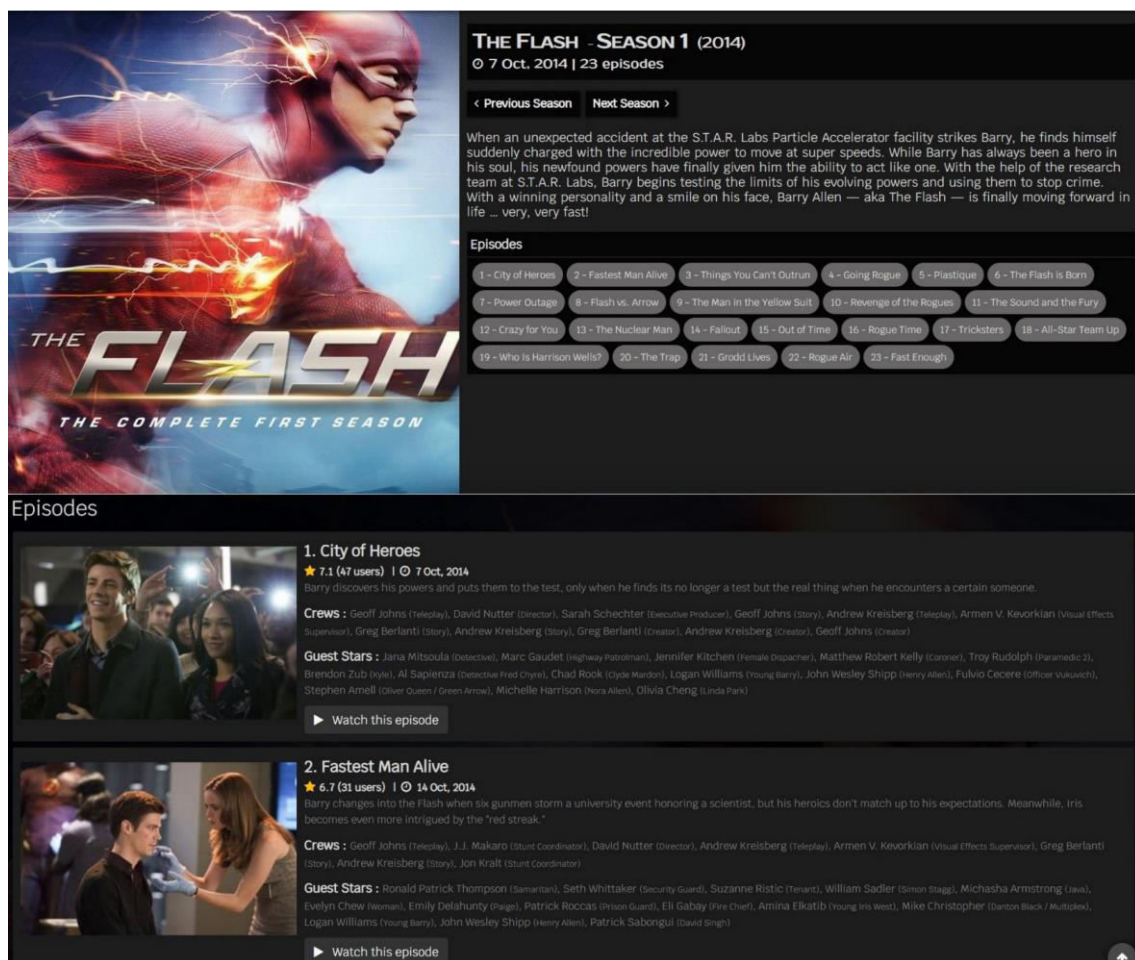 THE FLASH - SEASON 1 (2014)
7 Oct, 2014 | 23 episodes
‹ Previous Season Next Season ›
When an unexpected accident at the S.T.A.R. Labs Particle Accelerator facility strikes Barry, he finds himself
suddenly charged with the incredible power to move at super speeds. While Barry has always been a hero in
his soul, his newfound powers have finally given him the ability to act like one. With the help of the research
team at S.T.A.R. Labs, Barry begins testing the limits of his evolving powers and using them to stop crime.
With a winning personality and a smile on his face, Barry Allen — aka The Flash — is finally moving forward in
life … very, very fast!
Episodes
1 - City of Heroes 2 - Fastest Man Alive 3 - Things You Can't Outrun 4 - Going Rogue 5 - Plastique 6 - The Flash is Born
7 - Power Outage 8 - Flash vs. Arrow 9 - The Man in the Yellow Suit 10 - Revenge of the Rogues 11 - The Sound and the Fury
12 - Crazy for You 13 - The Nuclear Man 14 - Fallout 15 - Out of Time 16 - Rogue Time 17 - Tricksters 18 - All-Star Team Up
19 - Who Is Harrison Wells? 20 - The Trap 21 - Grodd Lives 22 - Rogue Air 23 - Fast Enough
THE
FLASH
THE COMPLETE FIRST SEASON
Episodes
1. City of Heroes
7.1 (47 users) | 7 Oct, 2014
Barry discovers his powers and puts them to the test, only when he finds its no longer a test but the real thing when he encounters a certain someone.
Crews : Geoff Johns (Teleplay), David Nutter (Director), Sarah Schechter (Executive Producer), Geoff Johns (Story), Andrew Kreisberg (Teleplay), Armen V. Kevorkian (Visual Effects
Supervisor), Greg Berlanti (Story), Andrew Kreisberg (Story), Greg Berlanti (Creator), Andrew Kreisberg (Creator), Geoff Johns (Creator)
Guest Stars : Jana Mitsoula (Detective), Marc Gaudet (Highway Patrolman), Jennifer Kitchen (Female Dispacher), Matthew Robert Kelly (Coroner), Troy Rudolph (Paramedic 2),
Brendon Zub (Kyle), Al Sapienza (Detective Fred Chyre), Chad Rook (Clyde Mardon), Logan Williams (Young Barry), John Wesley Shipp (Henry Allen), Fulvio Cecere (Officer Vukuvich),
Stephen Amell (Oliver Queen / Green Arrow), Michelle Harrison (Nora Allen), Olivia Cheng (Linda Park)
Watch this episode
2. Fastest Man Alive
6.7 (31 users) | 14 Oct, 2014
Barry changes into the Flash when six gunmen storm a university event honoring a scientist, but his heroics don't match up to his expectations. Meanwhile, Iris
becomes even more intrigued by the "red streak."
Crews : Geoff Johns (Teleplay), J.J. Makaro (Stunt Coordinator), David Nutter (Director), Andrew Kreisberg (Teleplay), Armen V. Kevorkian (Visual Effects Supervisor), Greg Berlanti
(Story), Andrew Kreisberg (Story), Jon Kralt (Stunt Coordinator)
Guest Stars : Ronald Patrick Thompson (Samaritan), Seth Whittaker (Security Guard), Suzanne Ristic (Tenant), William Sadler (Simon Stagg), Michasha Armstrong (Java),
Evelyn Chew (Woman), Emily Delahunty (Paige), Patrick Roccas (Prison Guard), Eli Gabay (Fire Chief), Amina Elkatib (Young Iris West), Mike Christopher (Danton Black / Multiplex),
Logan Williams (Young Barry), John Wesley Shipp (Henry Allen), Patrick Sabongui (David Singh)
Watch this episode